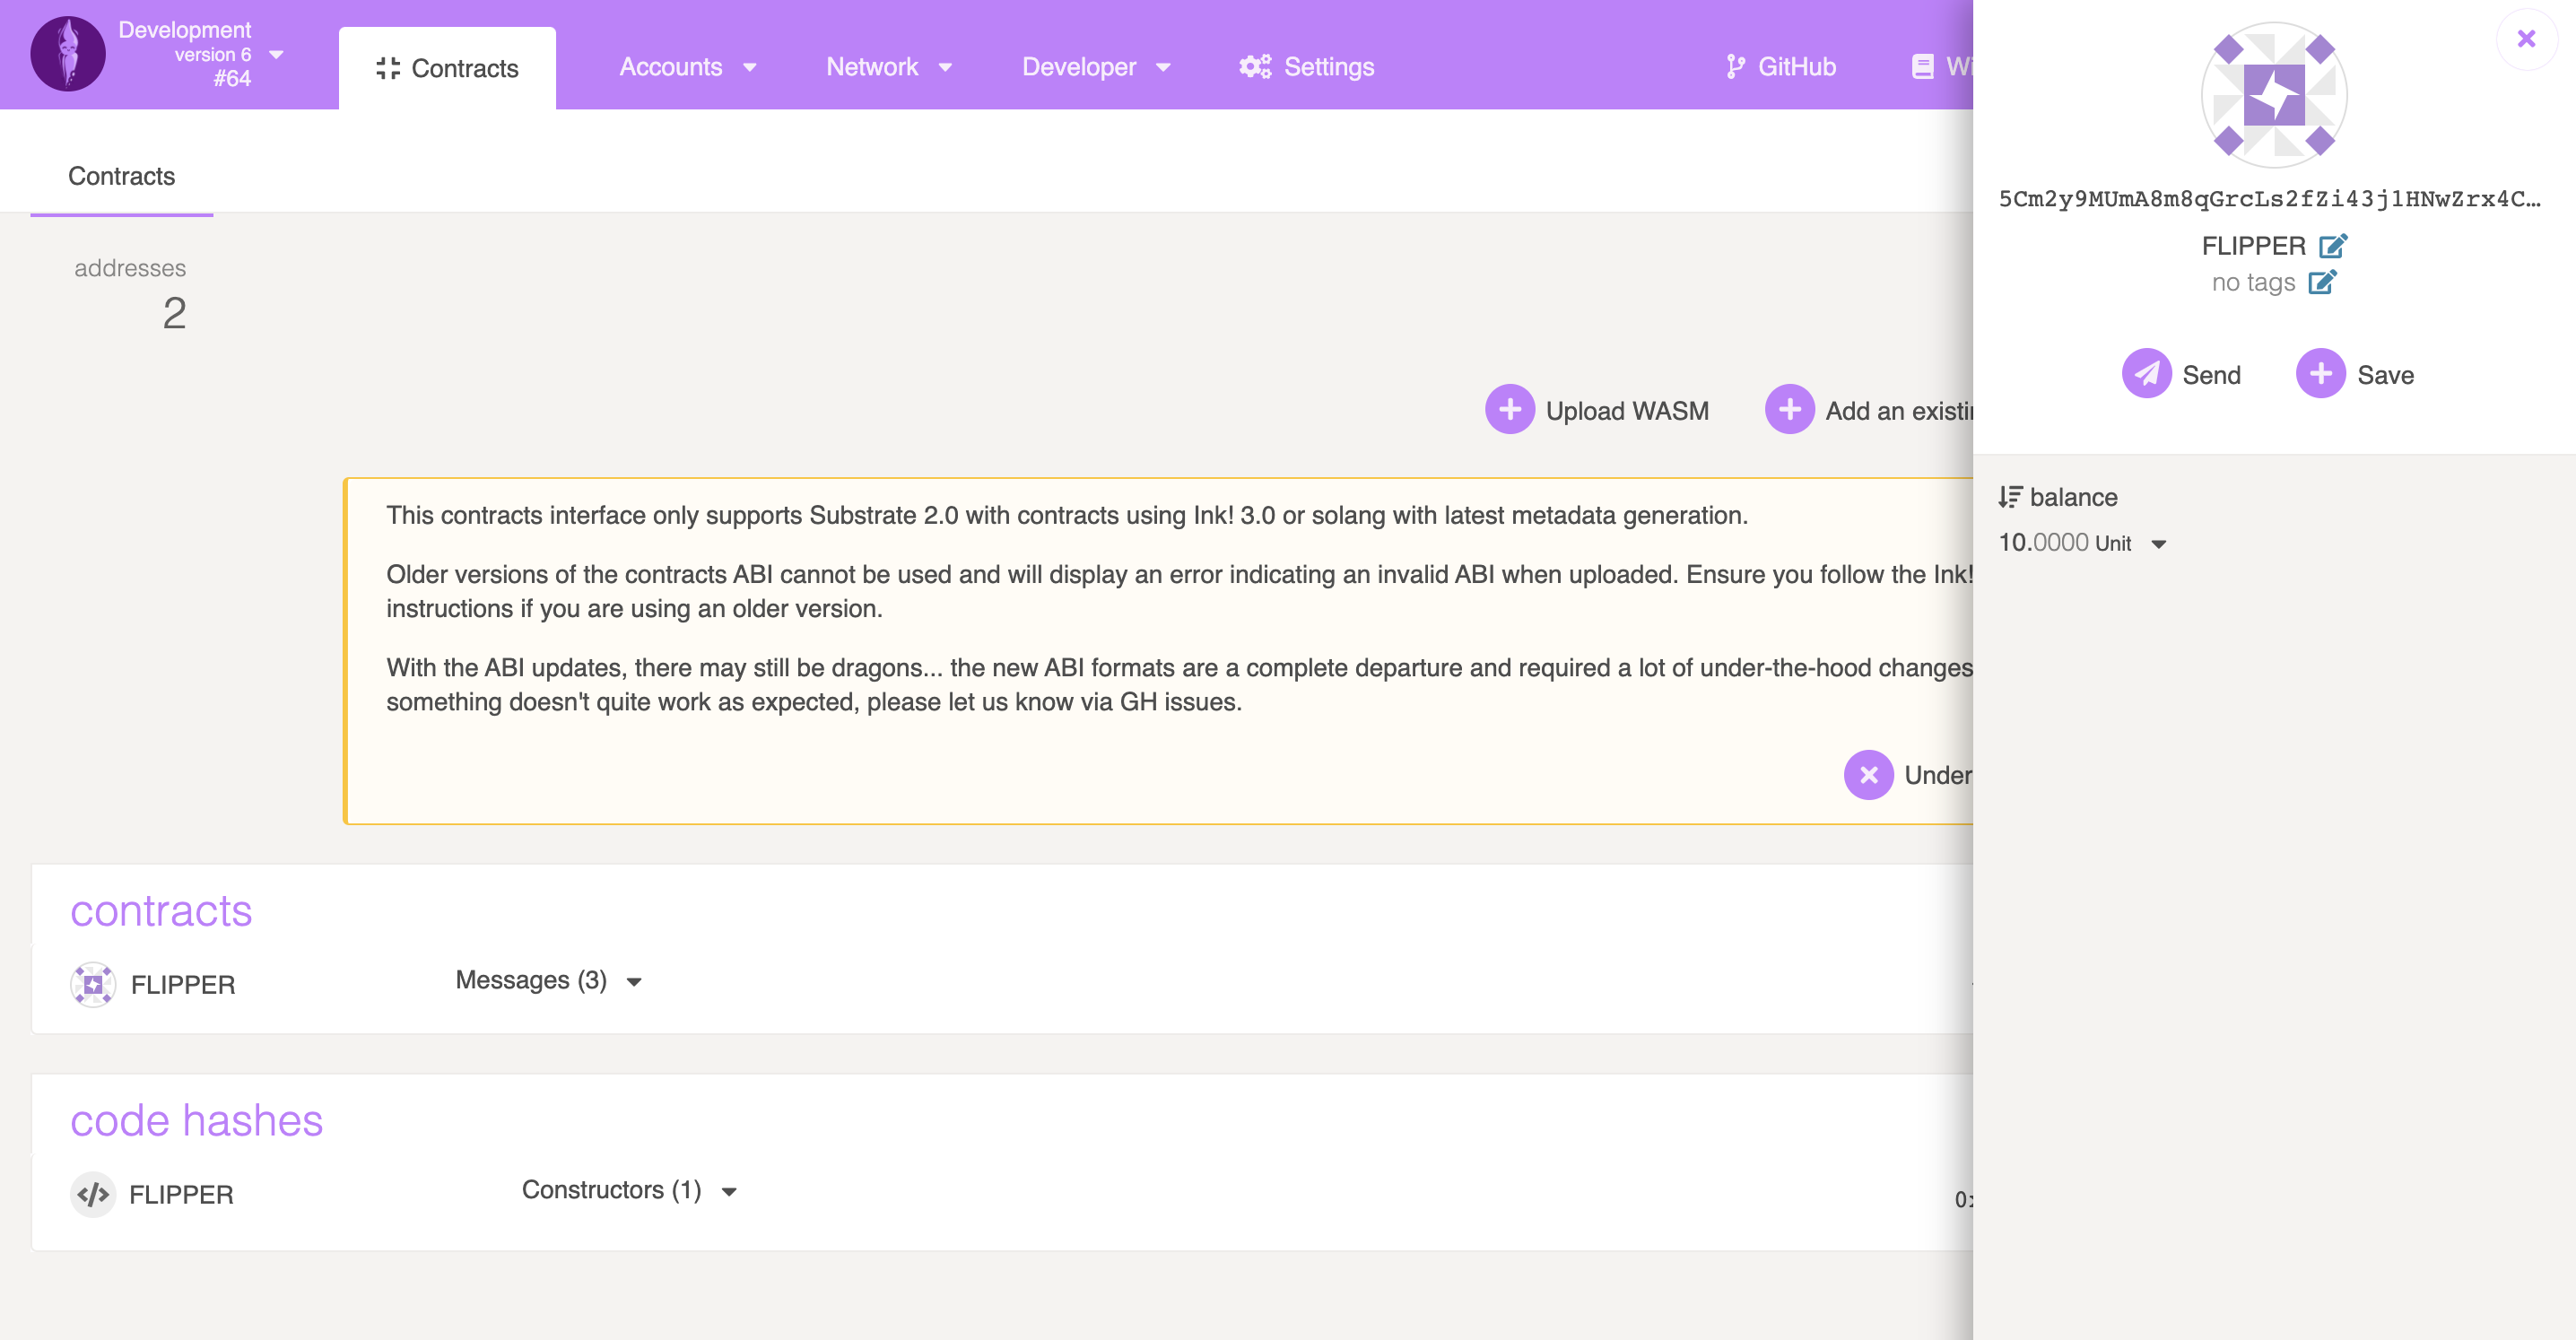 Development
version 6
#64
Contracts
Accounts
Network
Developer
Settings
GitHub
Contracts
addresses
2
Upload WASM
Add an
This contracts interface only supports Substrate 2.0 with contracts using Ink! 3.0 or solang with latest metadata generation.
Older versions of the contracts ABI cannot be used and will display an error indicating an invalid ABI when uploaded. Ensure you follow the Ink!
instructions if you are using an older version.
With the ABI updates, there may still be dragons... the new ABI formats are a complete departure and required a lot of under-the-hood changes
something doesn't quite work as expected, please let us know via GH issues.
Under
contracts
FLIPPER
Messages (3)
code hashes
FLIPPER
Constructors (1)
5Cm2y9MUmA8m8qGrcLs2fZi43j1HNwZrx4C…
FLIPPER
no tags
Send
Save
balance
10.0000 Unit